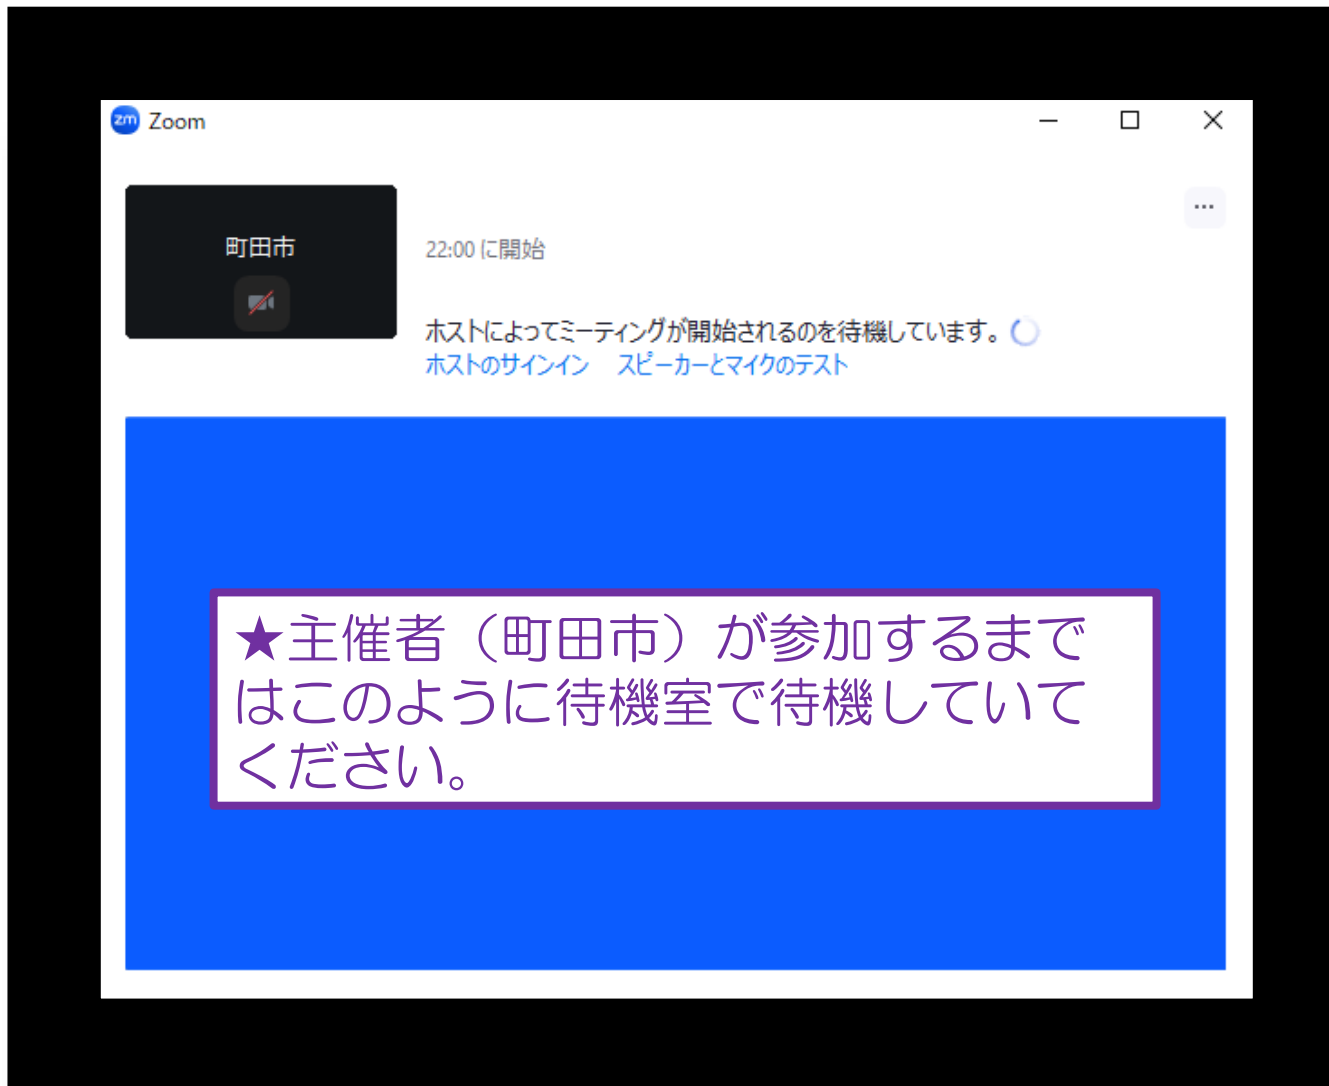 zm Zoom
町田市
22:00 に開始
ホストによってミーティングが開始されるのを待機しています。
ホストのサインイン スピーカーとマイクのテスト
★主催者（町田市）が参加するまで
はこのように待機室で待機していて
ください。